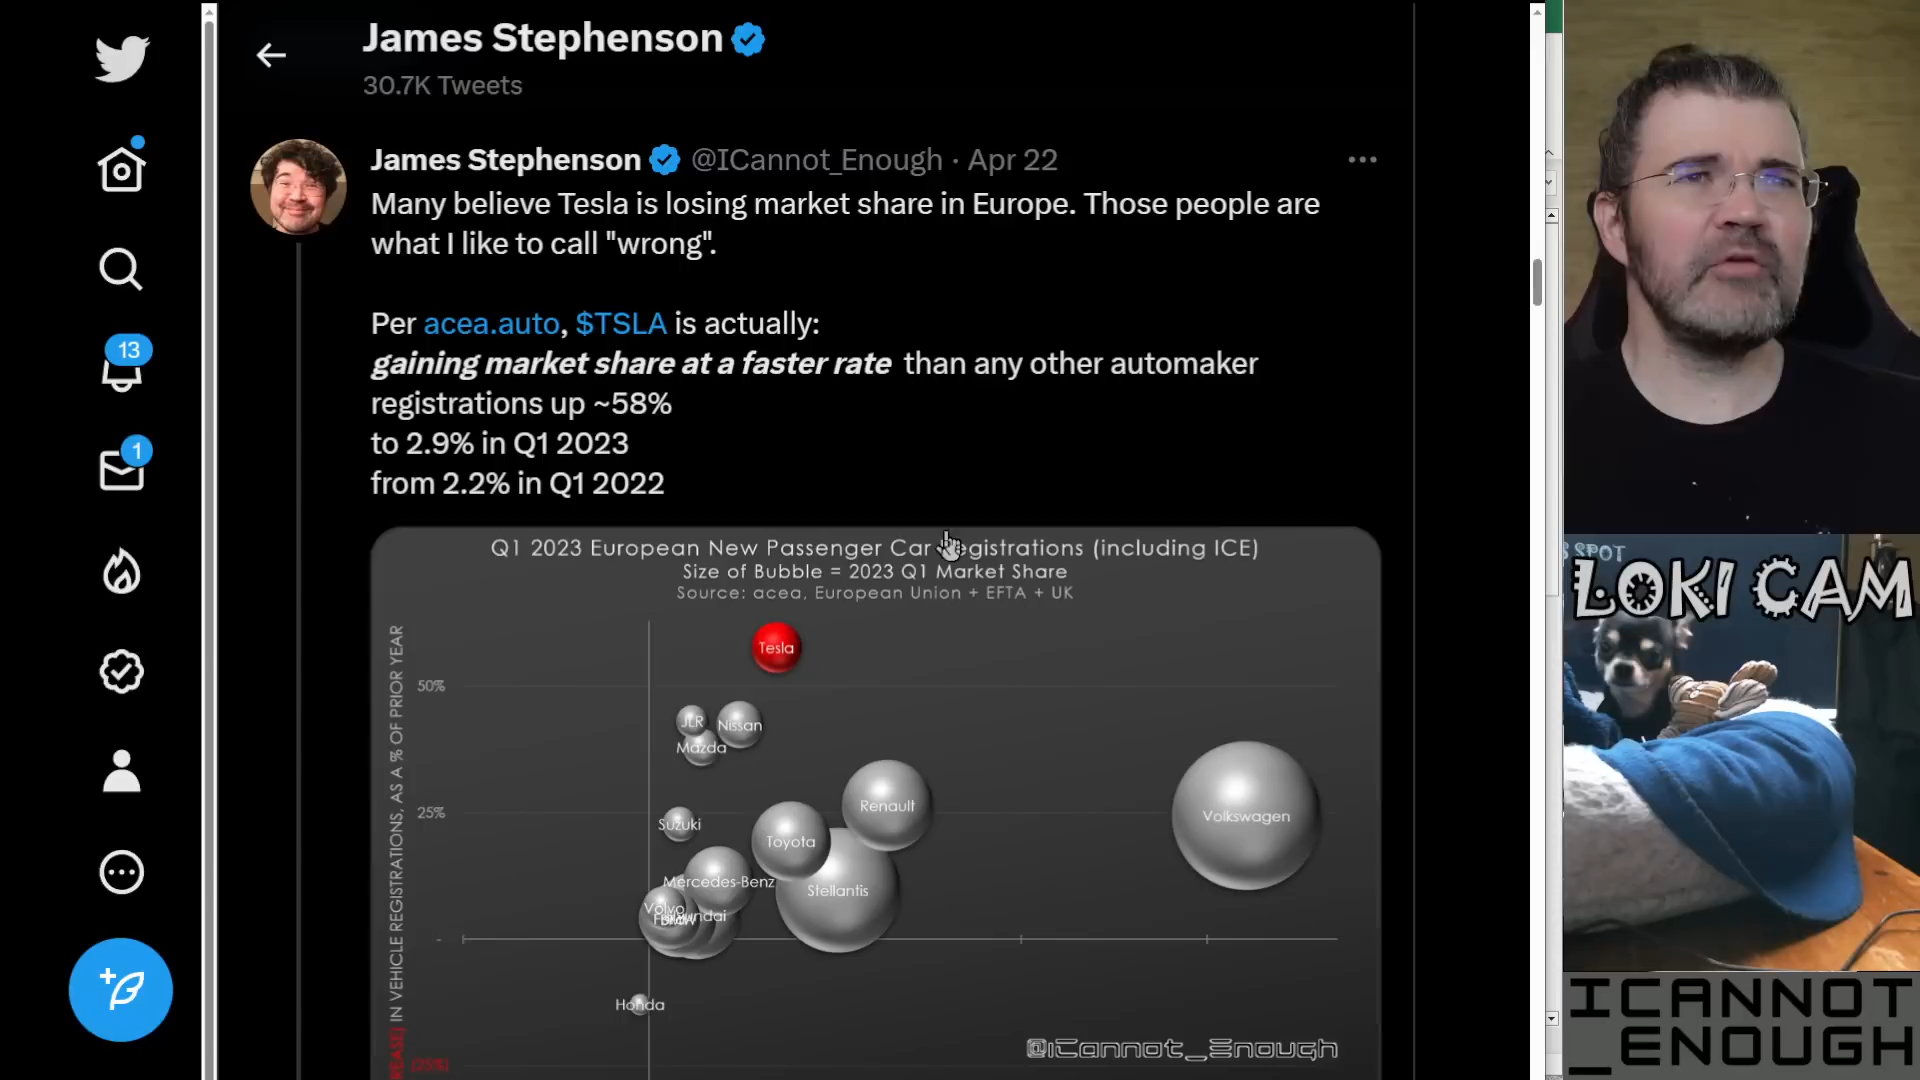 James Stephenson
30.7K Tweets
James Stephenson @ICannot_Enough · Apr 22
Many believe Tesla is losing market share in Europe. Those people are
what I like to call "wrong".
Per acea.auto, $TSLA is actually:
gaining market share at a faster rate than any other automaker
registrations up ~58%
to 2.9% in Q1 2023
from 2.2% in Q1 2022
13
1
Q1 2023 European New Passenger Car Registrations (including ICE)
Size of Bubble = 2023 Q1 Market Share
Source: acea, European Union + EFTA + UK
IN VEHICLE REGISTRATIONS, AS A % OF PRIOR YEAR
Tesla
50%
JLR
Nissan
Mazda
Renault
25%
Volkswagen
Suzuki
Toyota
Mercedes-Benz
Stellantis
Volvo
-
Honda
@iCannot_Enough
(25%)
LOKI CAM
ICANNOT
_ENOUGH